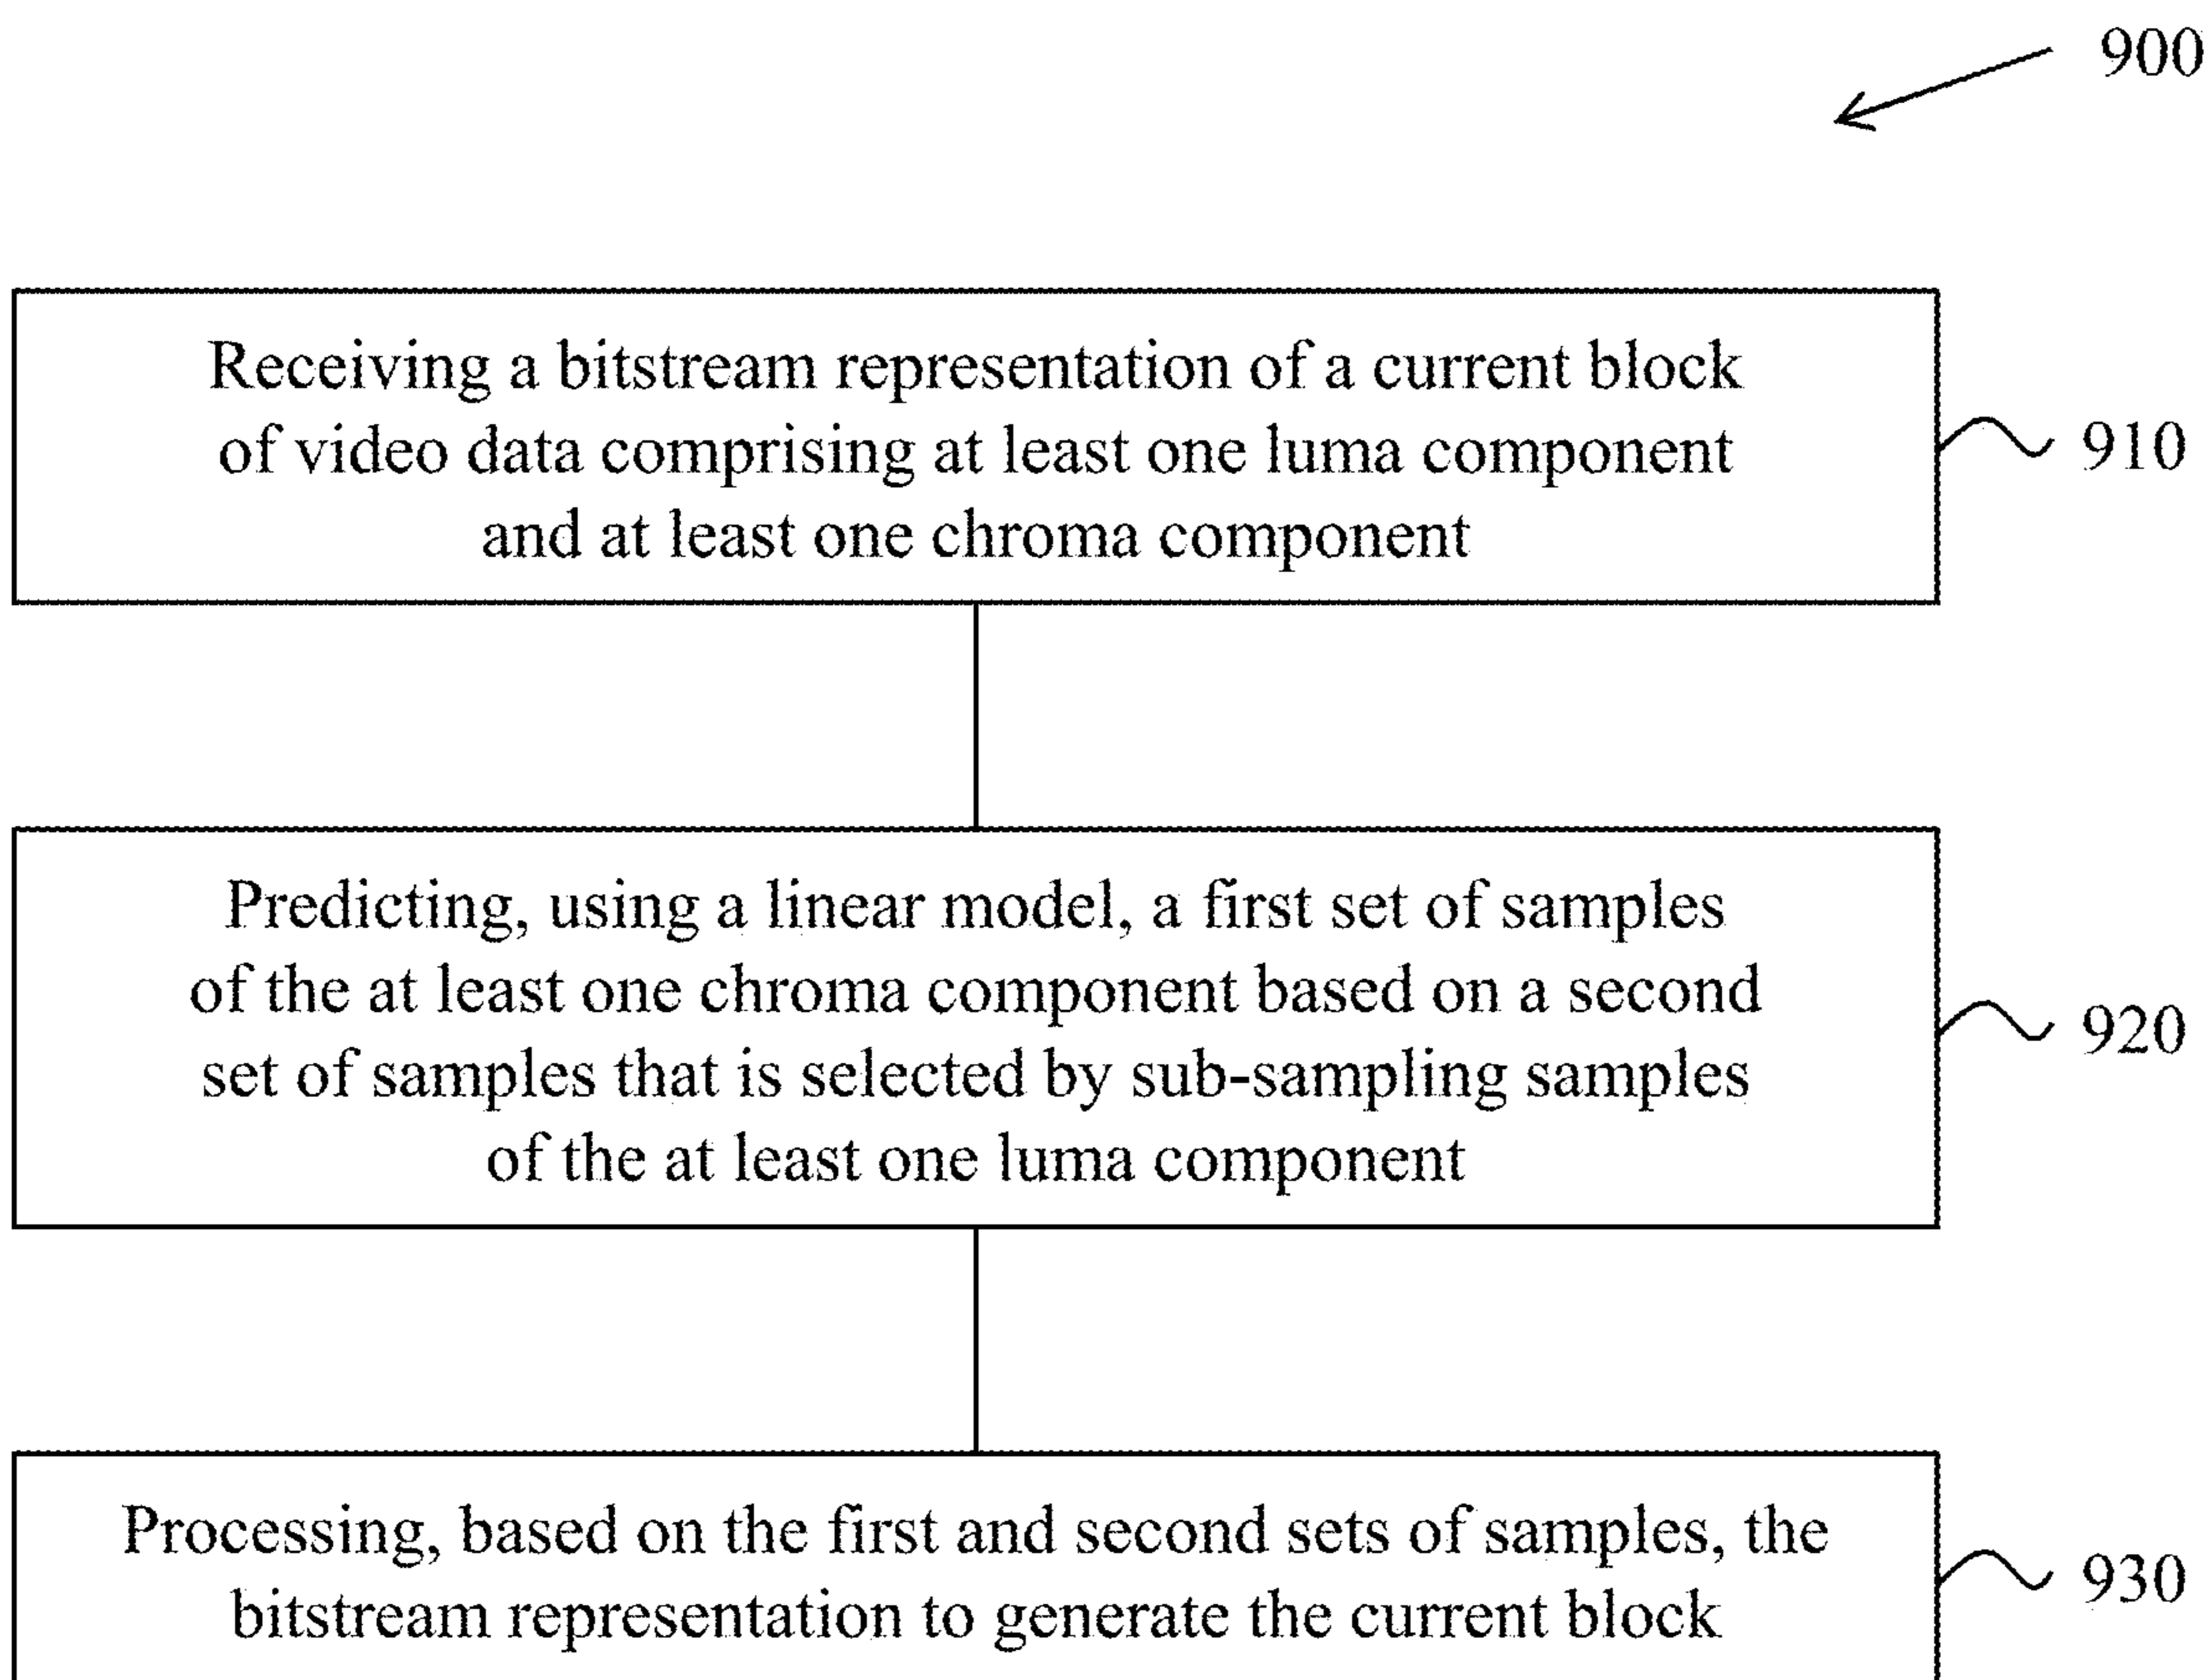 900
Receiving a bitstream representation of a current block
of video data comprising at least one luma component
and at least one chroma component
910
Predicting, using a linear model, a first set of samples
of the at least one chroma component based on a second
set of samples that is selected by sub-sampling samples
of the at least one luma component
920
Processing, based on the first and second sets of samples, the
bitstream representation to generate the current block
930